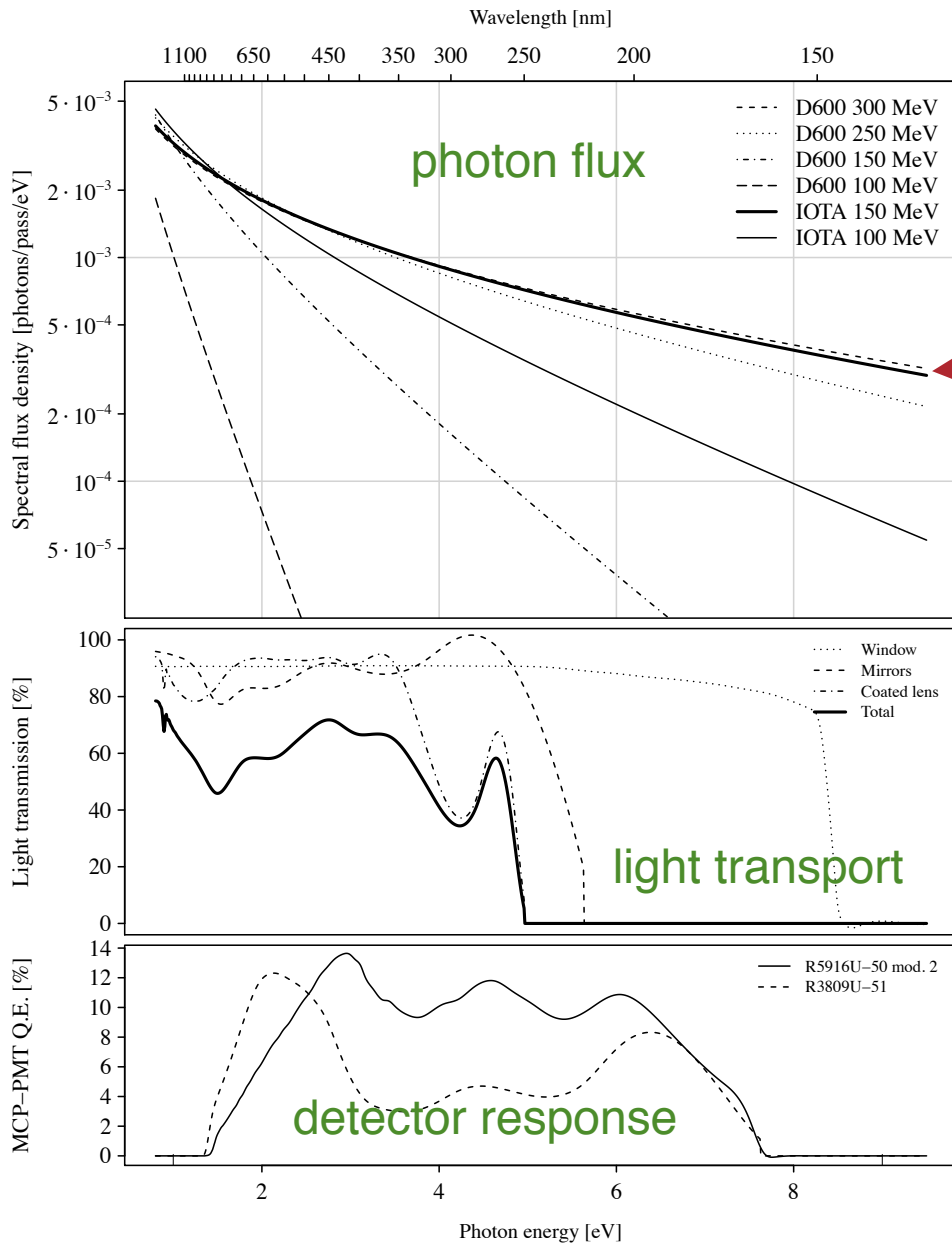 Wavelength [nm]
1100 650 450 350 300 250 200 150
Spectral flux density [photons/pass/eV]
5 · 10⁻³
2 · 10⁻³
10⁻³
5 · 10⁻⁴
2 · 10⁻⁴
10⁻⁴
5 · 10⁻⁵
photon flux
D600 300 MeV
D600 250 MeV
D600 150 MeV
D600 100 MeV
IOTA 150 MeV
IOTA 100 MeV
Light transmission [%]
100
80
60
40
20
0
Window
Mirrors
Coated lens
Total
light transport
MCP–PMT Q.E. [%]
14
12
10
8
6
4
2
0
R5916U–50 mod. 2
R3809U–51
detector response
2 4 6 8
Photon energy [eV]